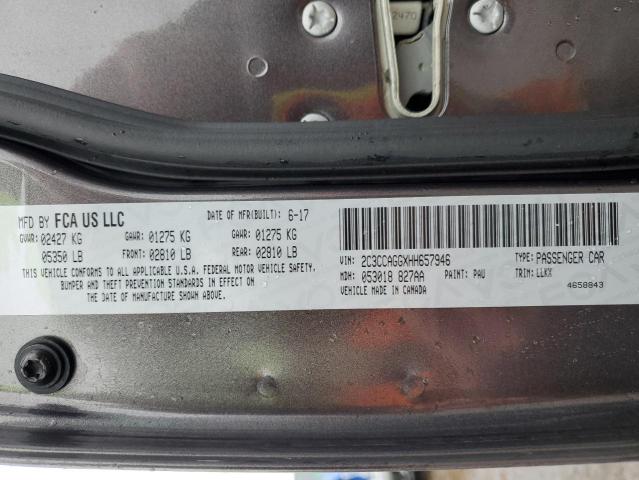 2470
MFD BY FCA US LLC DATE OF MFR(BUILT): 6-17
GVWR: 02427 KG GAWR: 01275 KG GAWR: 01275 KG
05350 LB FRONT: 02810 LB REAR: 02810 LB
THIS VEHICLE CONFORMS TO ALL APPLICABLE U.S.A. FEDERAL MOTOR VEHICLE SAFETY,
BUMPER AND THEFT PREVENTION STANDARDS IN EFFECT ON
THE DATE OF MANUFACTURE SHOWN ABOVE.
VIN: 2C3CCAGGXHH657946 TYPE: PASSENGER CAR
MDH: 053018 827AA PAINT: PAU TRIM: LLKX
VEHICLE MADE IN CANADA 4658843